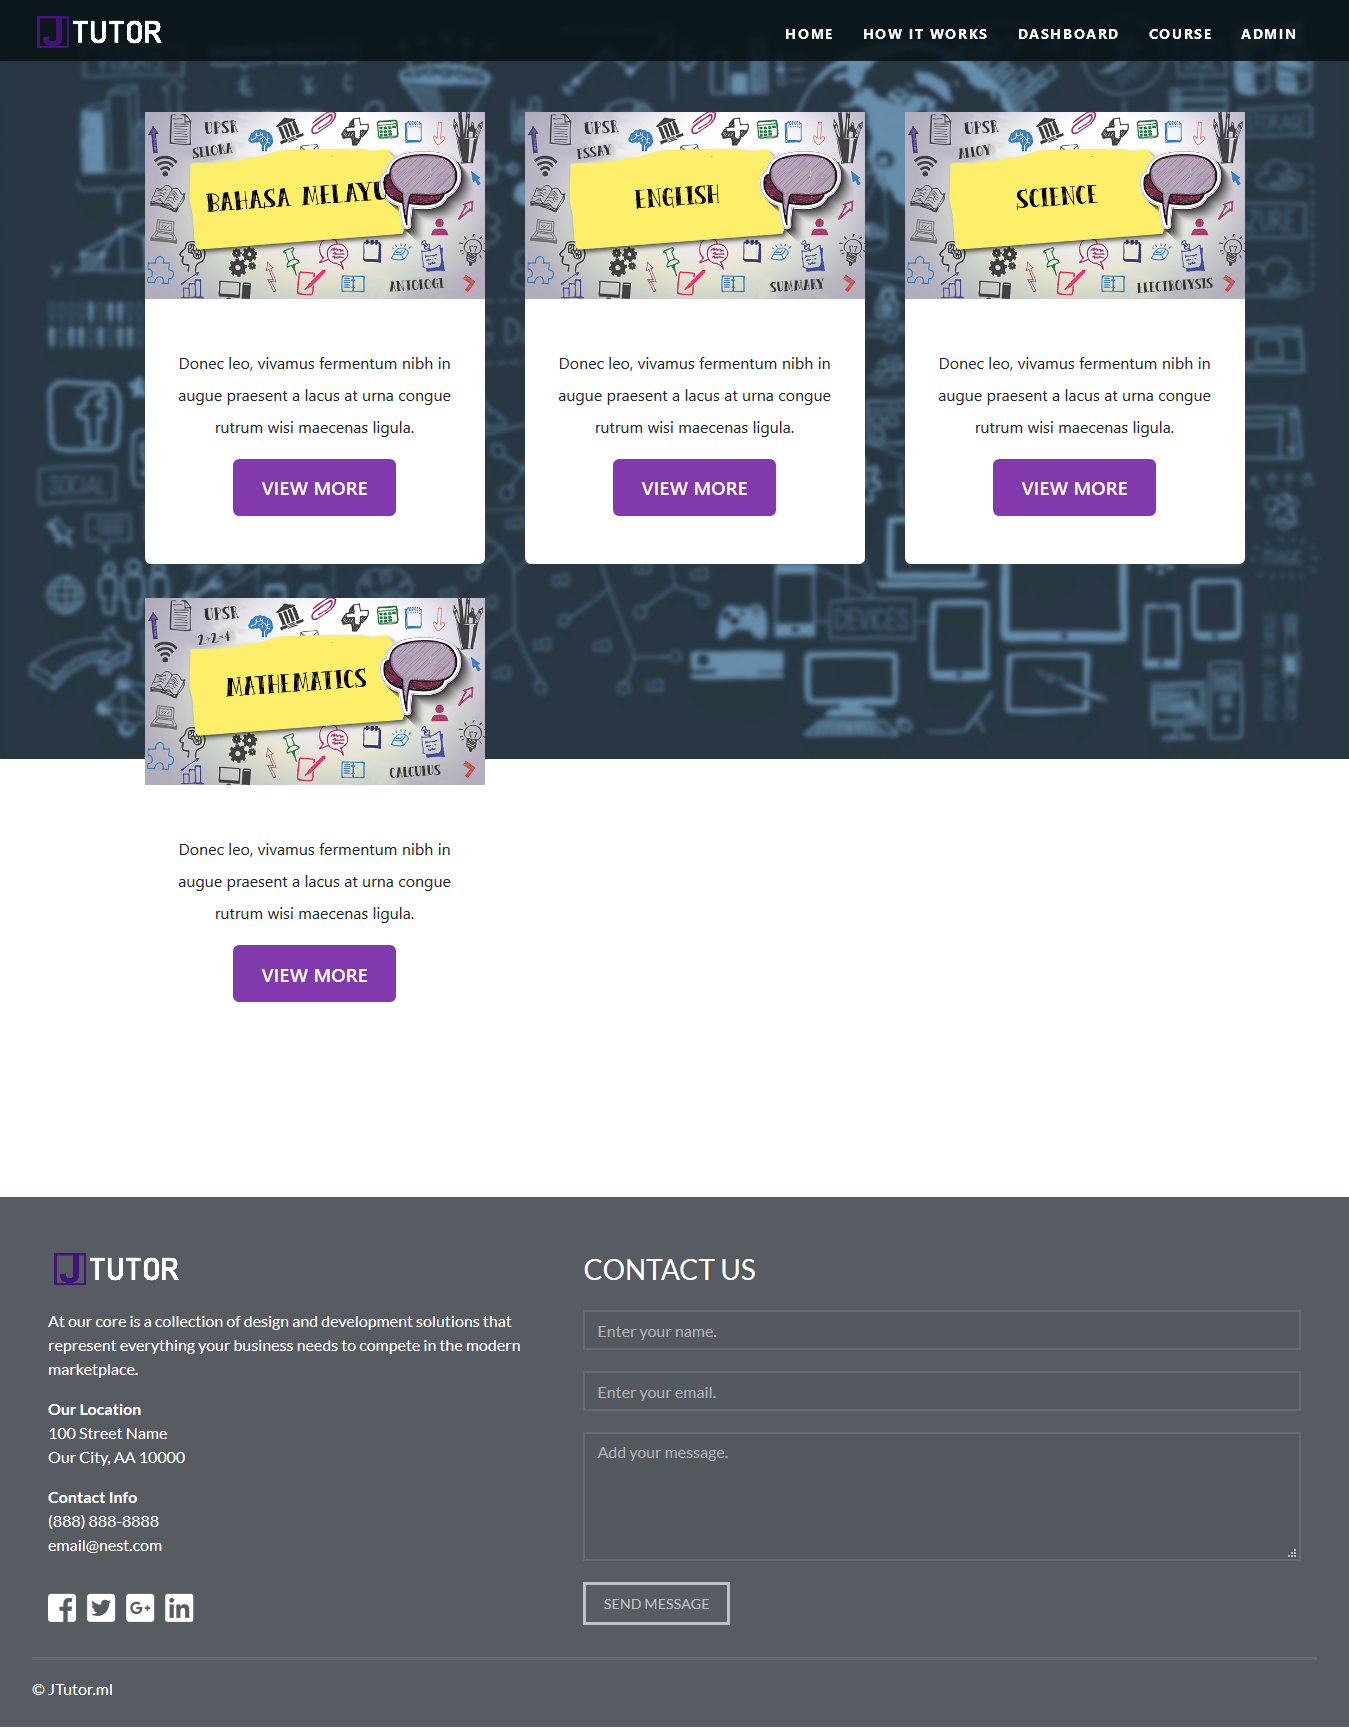 J TUTOR
HOME HOW IT WORKS DASHBOARD COURSE ADMIN
UPSR
SELOKA
BAHASA MELAYU
ANTOLOGI
UPSR
ESSAY
ENGLISH
SUMMARY
UPSR
ALLOY
SCIENCE
ELECTROLYSIS
Donec leo, vivamus fermentum nibh in
augue praesent a lacus at urna congue
rutrum wisi maecenas ligula.
VIEW MORE
Donec leo, vivamus fermentum nibh in
augue praesent a lacus at urna congue
rutrum wisi maecenas ligula.
VIEW MORE
Donec leo, vivamus fermentum nibh in
augue praesent a lacus at urna congue
rutrum wisi maecenas ligula.
VIEW MORE
SOCIAL
DEVICES
UPSR
2+2=4
MATHEMATICS
CALCULUS
Donec leo, vivamus fermentum nibh in
augue praesent a lacus at urna congue
rutrum wisi maecenas ligula.
VIEW MORE
J TUTOR
At our core is a collection of design and development solutions that
represent everything your business needs to compete in the modern
marketplace.
Our Location
100 Street Name
Our City, AA 10000
Contact Info
(888) 888-8888
email@nest.com
CONTACT US
Enter your name.
Enter your email.
Add your message.
SEND MESSAGE
© JTutor.ml